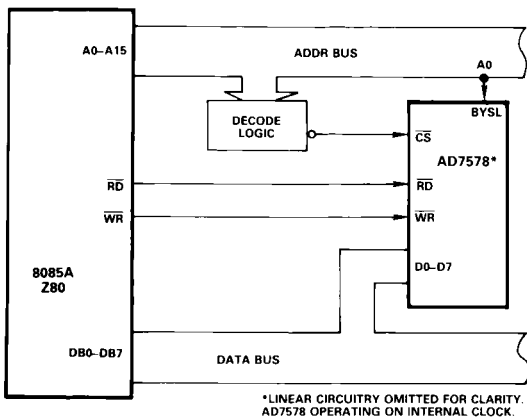 A0–A15
ADDR BUS
A0
BYSL
DECODE
LOGIC
CS
AD7578*
RD
RD
WR
WR
8085A
Z80
D0–D7
DB0–DB7
DATA BUS
*LINEAR CIRCUITRY OMITTED FOR CLARITY.
AD7578 OPERATING ON INTERNAL CLOCK.